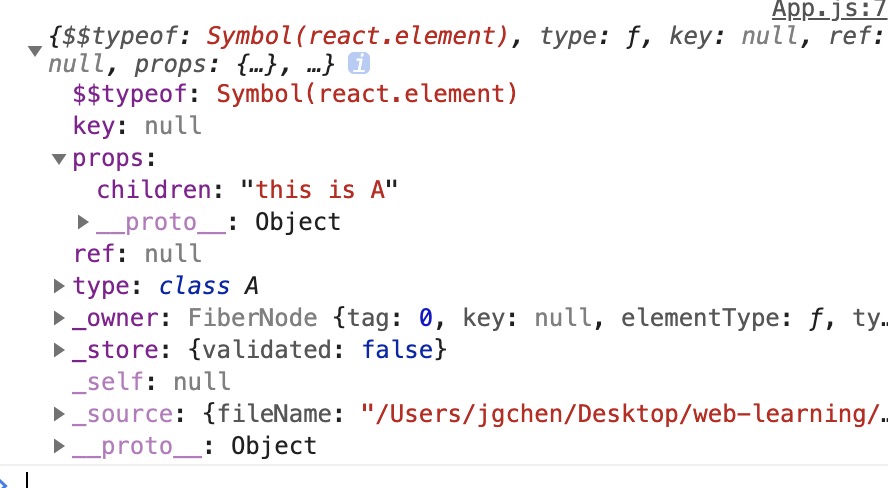 App.js:7
{$$typeof: Symbol(react.element), type: ƒ, key: null, ref:
null, props: {…}, …} i
$$typeof: Symbol(react.element)
key: null
props:
children: "this is A"
__proto__: Object
ref: null
type: class A
_owner: FiberNode {tag: 0, key: null, elementType: ƒ, ty…
_store: {validated: false}
_self: null
_source: {fileName: "/Users/jgchen/Desktop/web-learning/…
__proto__: Object